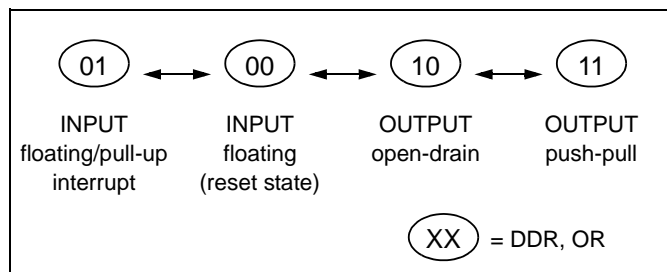 01 00 10 11
INPUT INPUT OUTPUT OUTPUT
floating/pull-up floating open-drain push-pull
interrupt (reset state)
XX = DDR, OR